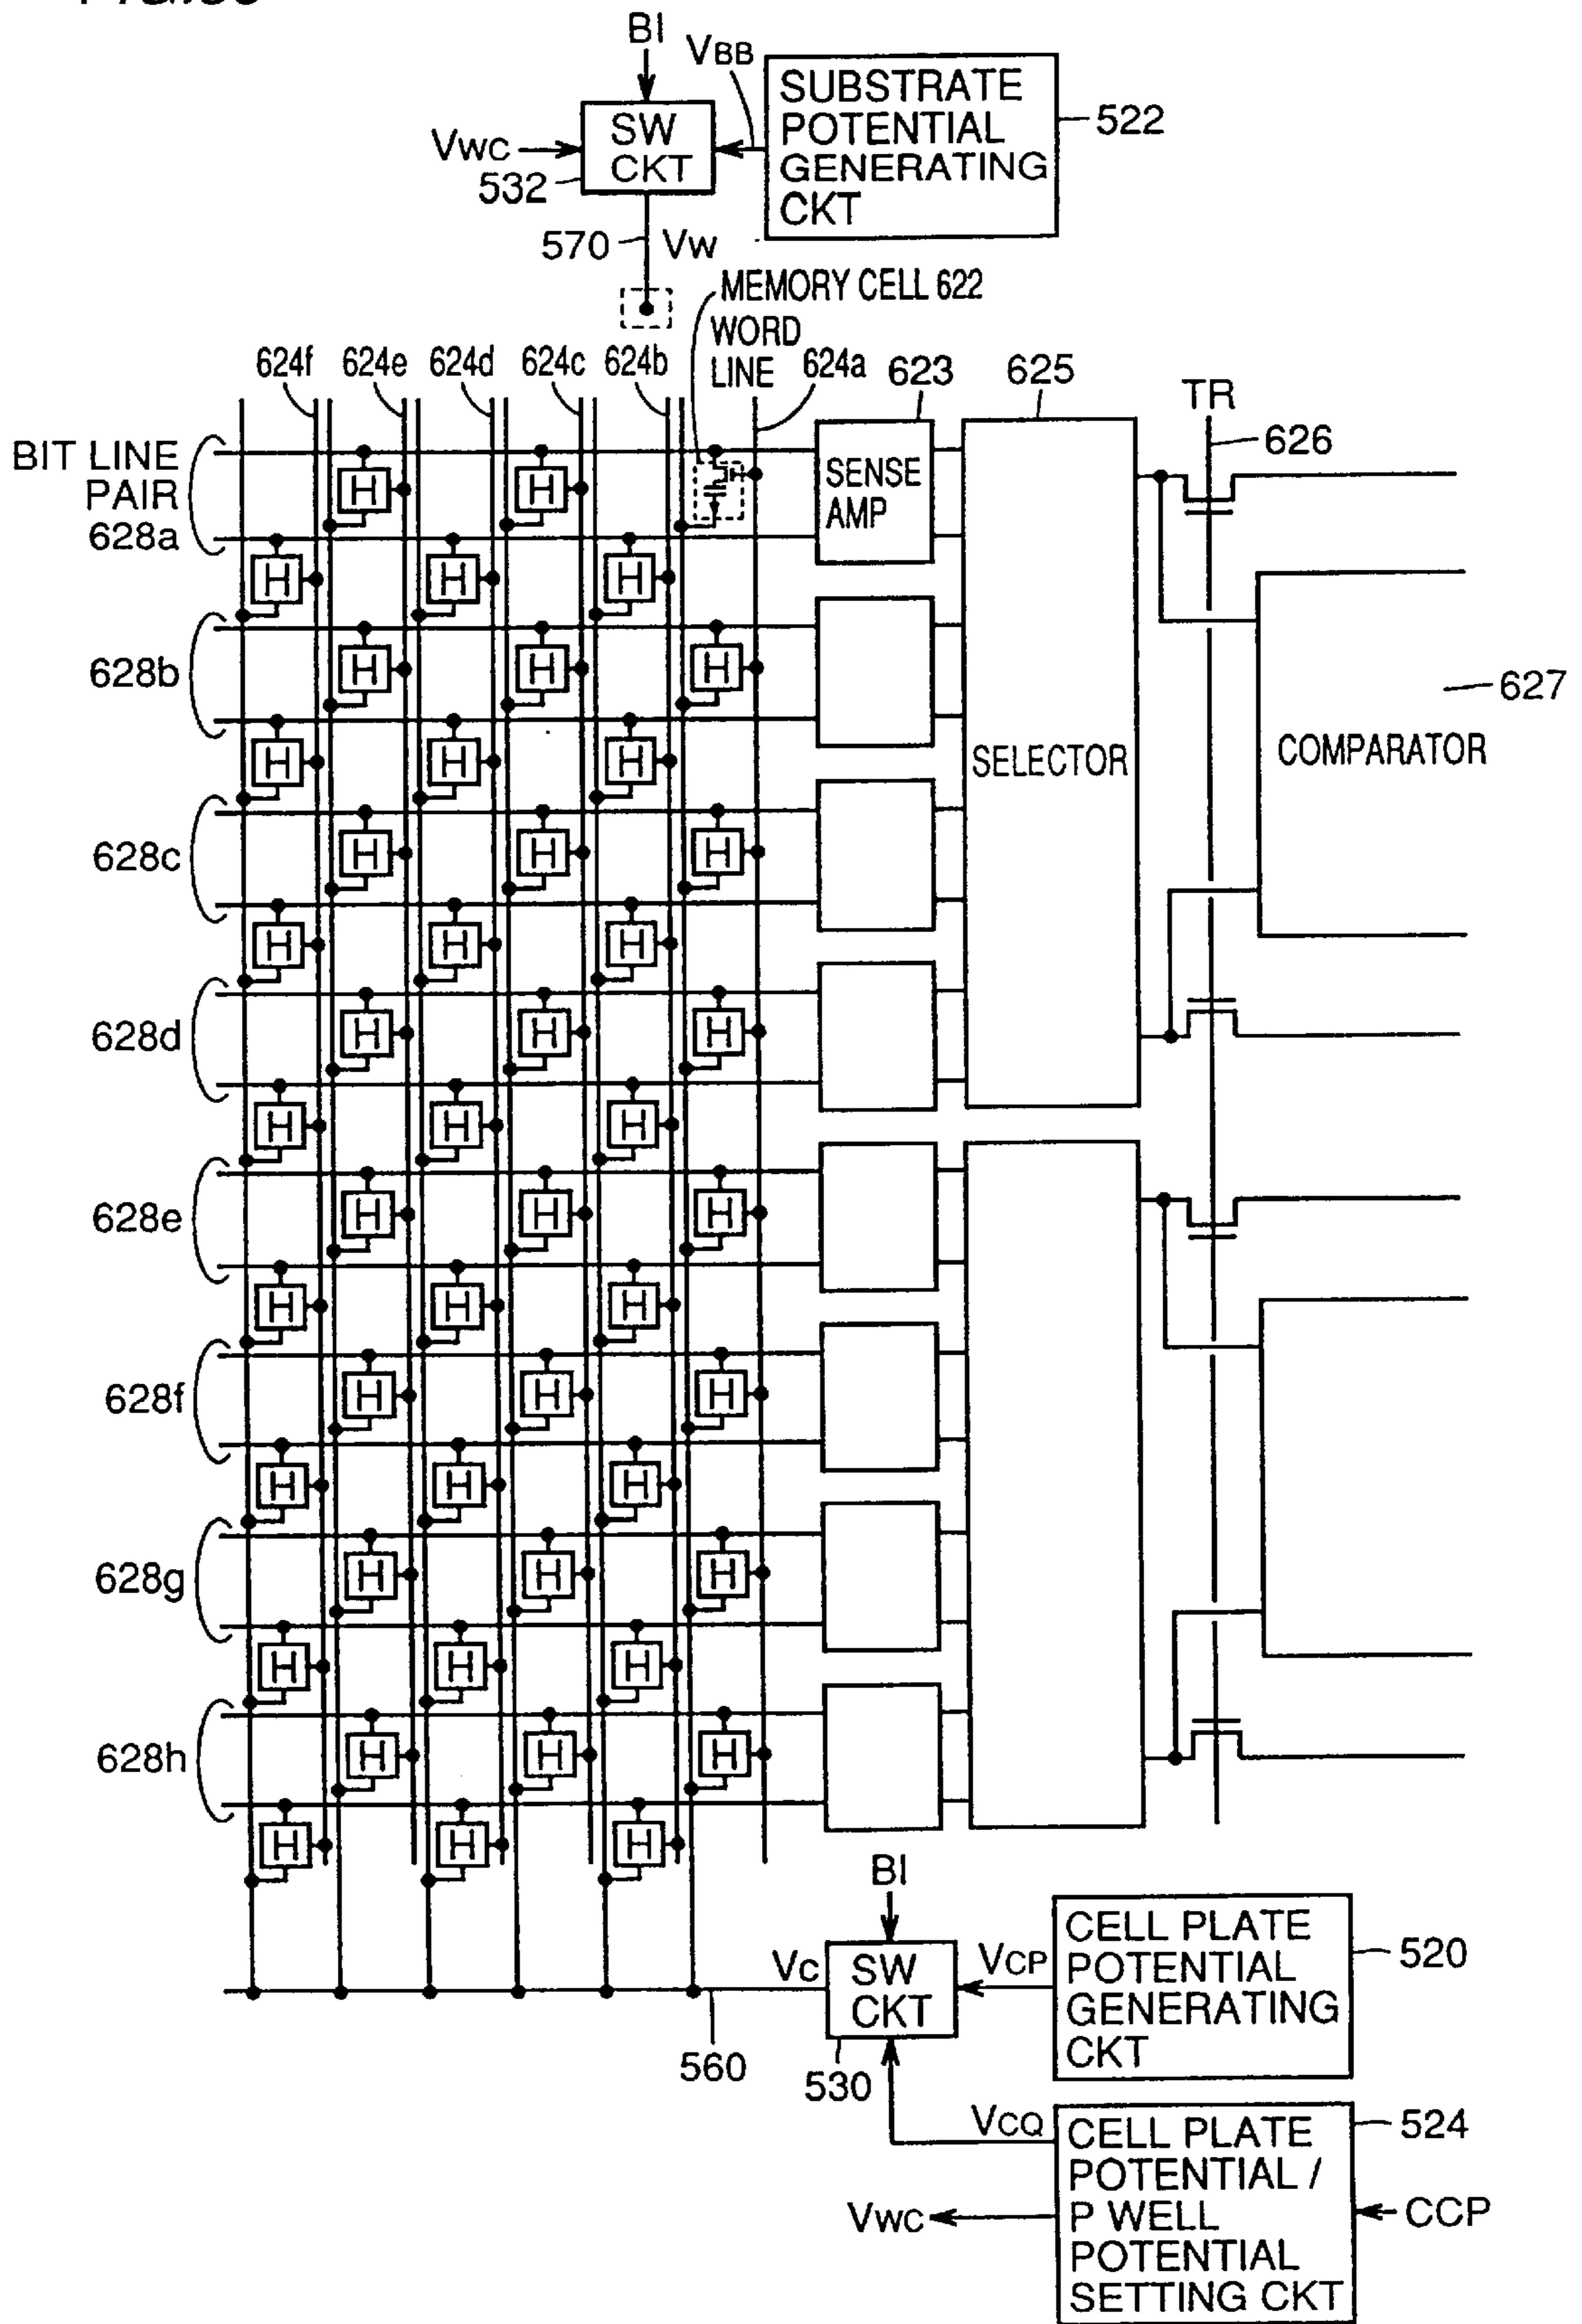 BI
VBB
SUBSTRATE
POTENTIAL
GENERATING
CKT
522
VWC
SW
CKT
532
570
VW
MEMORY CELL 622
WORD
LINE
624f
624e
624d
624c
624b
624a
623
625
TR
626
BIT LINE
PAIR
628a
H
H
SENSE
AMP
H
H
H
628b
H
H
H
627
SELECTOR
COMPARATOR
H
H
H
628c
H
H
H
H
H
H
628d
H
H
H
H
H
H
628e
H
H
H
H
H
H
628f
H
H
H
H
H
H
628g
H
H
H
H
H
H
628h
H
H
H
H
H
H
BI
VC
SW
CKT
VCP
CELL PLATE
POTENTIAL
GENERATING
CKT
520
560
530
VCQ
CELL PLATE
POTENTIAL /
P WELL
POTENTIAL
SETTING CKT
524
VWC
CCP